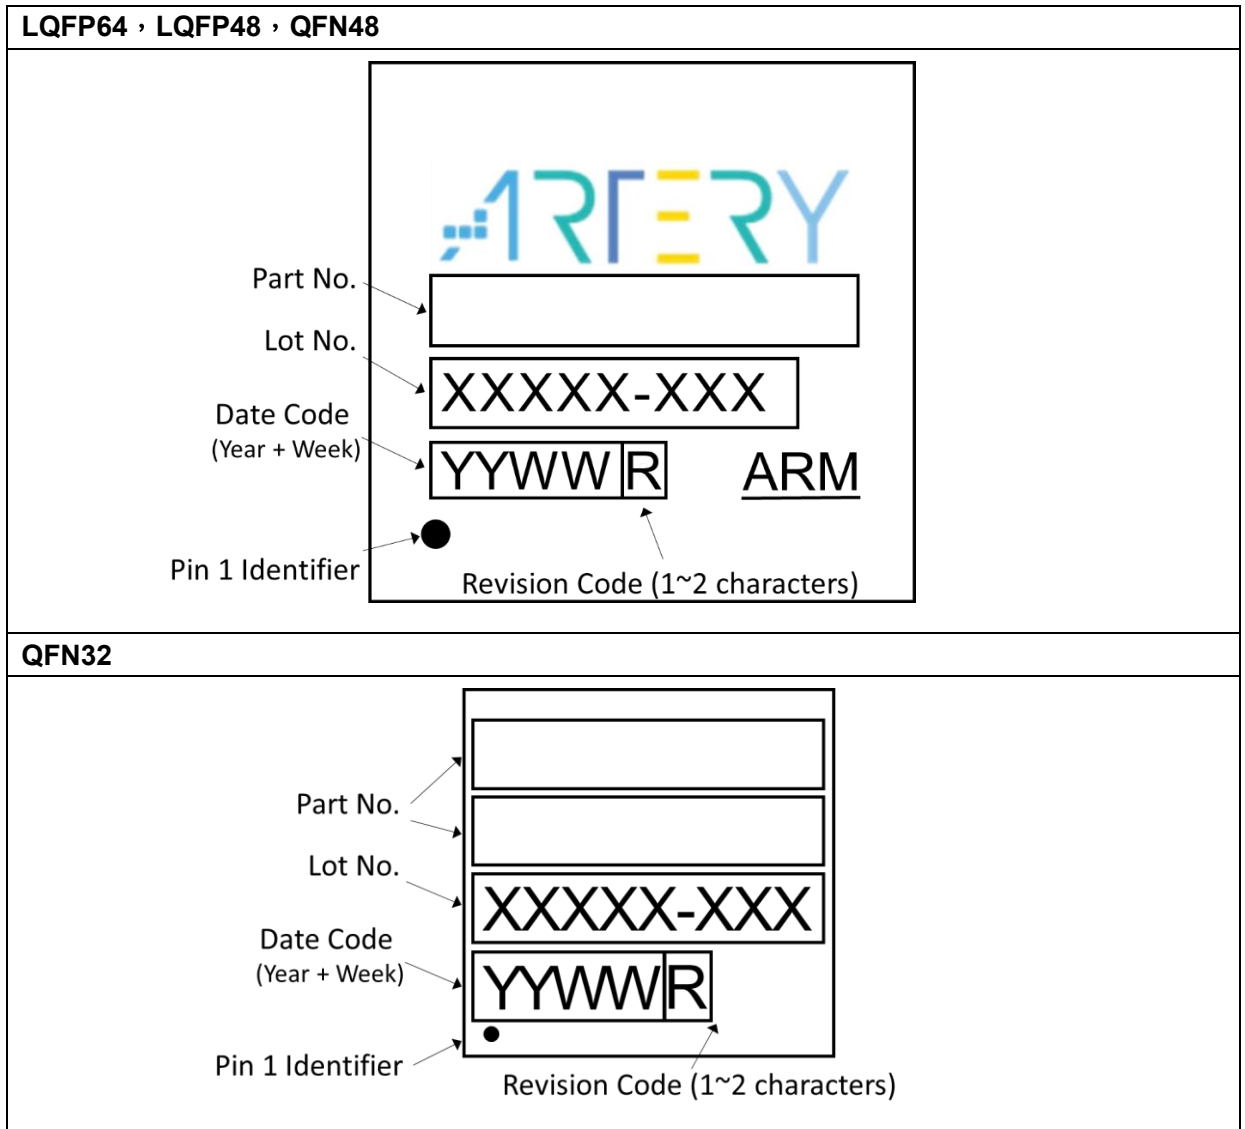 LQFP64，LQFP48，QFN48
ARTERY
Part No.
Lot No.
XXXXX-XXX
Date Code
(Year + Week)
YYWW R
ARM
Pin 1 Identifier
Revision Code (1~2 characters)
QFN32
Part No.
Lot No.
XXXXX-XXX
Date Code
(Year + Week)
YYWW R
Pin 1 Identifier
Revision Code (1~2 characters)